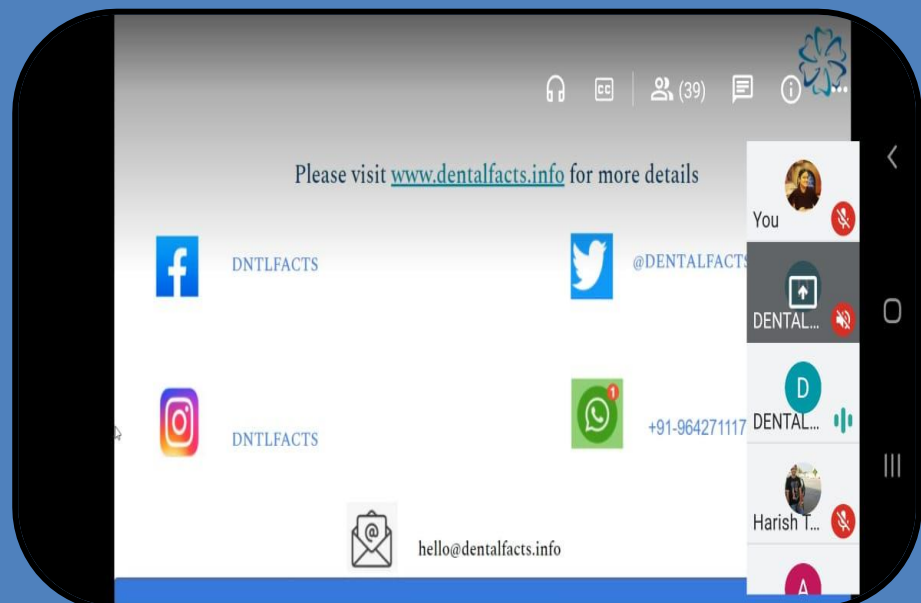 CC
(39)
Please visit www.dentalfacts.info for more details
You
DNTLFACTS
@DENTALFACTS
DENTAL...
D
DNTLFACTS
+91-964271117
DENTAL...
Harish T...
hello@dentalfacts.info
A